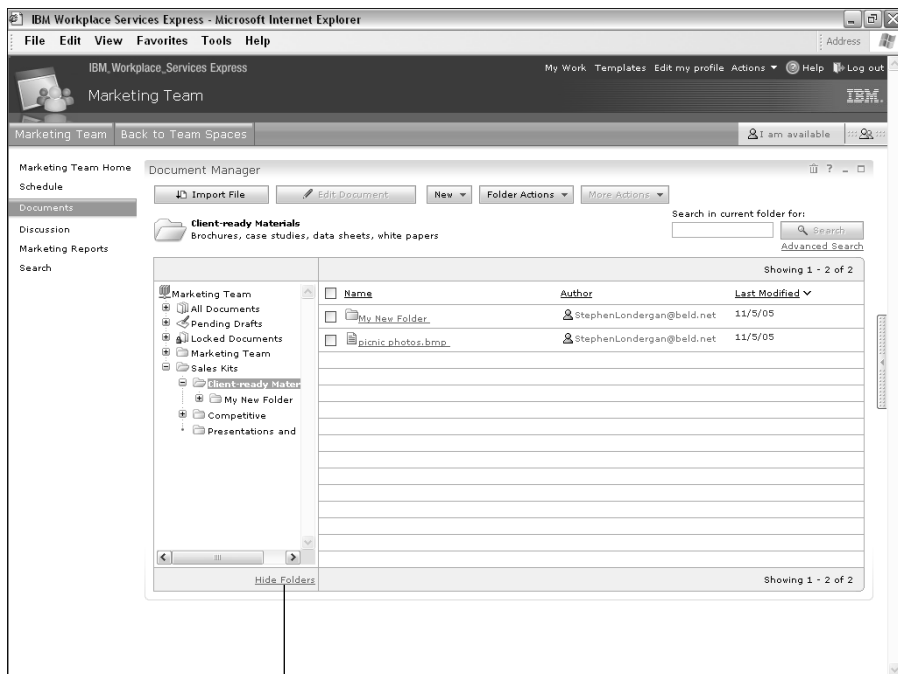 IBM Workplace Services Express - Microsoft Internet Explorer
File Edit View Favorites Tools Help
Address
IBM_Workplace_Services Express
My Work Templates Edit my profile Actions Help Log out
Marketing Team
IBM.
Marketing Team Back to Team Spaces
I am available
Marketing Team Home
Schedule
Documents
Discussion
Marketing Reports
Search
Document Manager
?
Import File Edit Document New Folder Actions More Actions
Client-ready Materials
Brochures, case studies, data sheets, white papers
Search in current folder for:
Search
Advanced Search
Showing 1 - 2 of 2
Marketing Team
All Documents
Pending Drafts
Locked Documents
Marketing Team
Sales Kits
Client-ready Mater
My New Folder
Competitive
Presentations and
Name Author Last Modified
My New Folder StephenLondergan@beld.net 11/5/05
picnic photos.bmp StephenLondergan@beld.net 11/5/05
Hide Folders
Showing 1 - 2 of 2